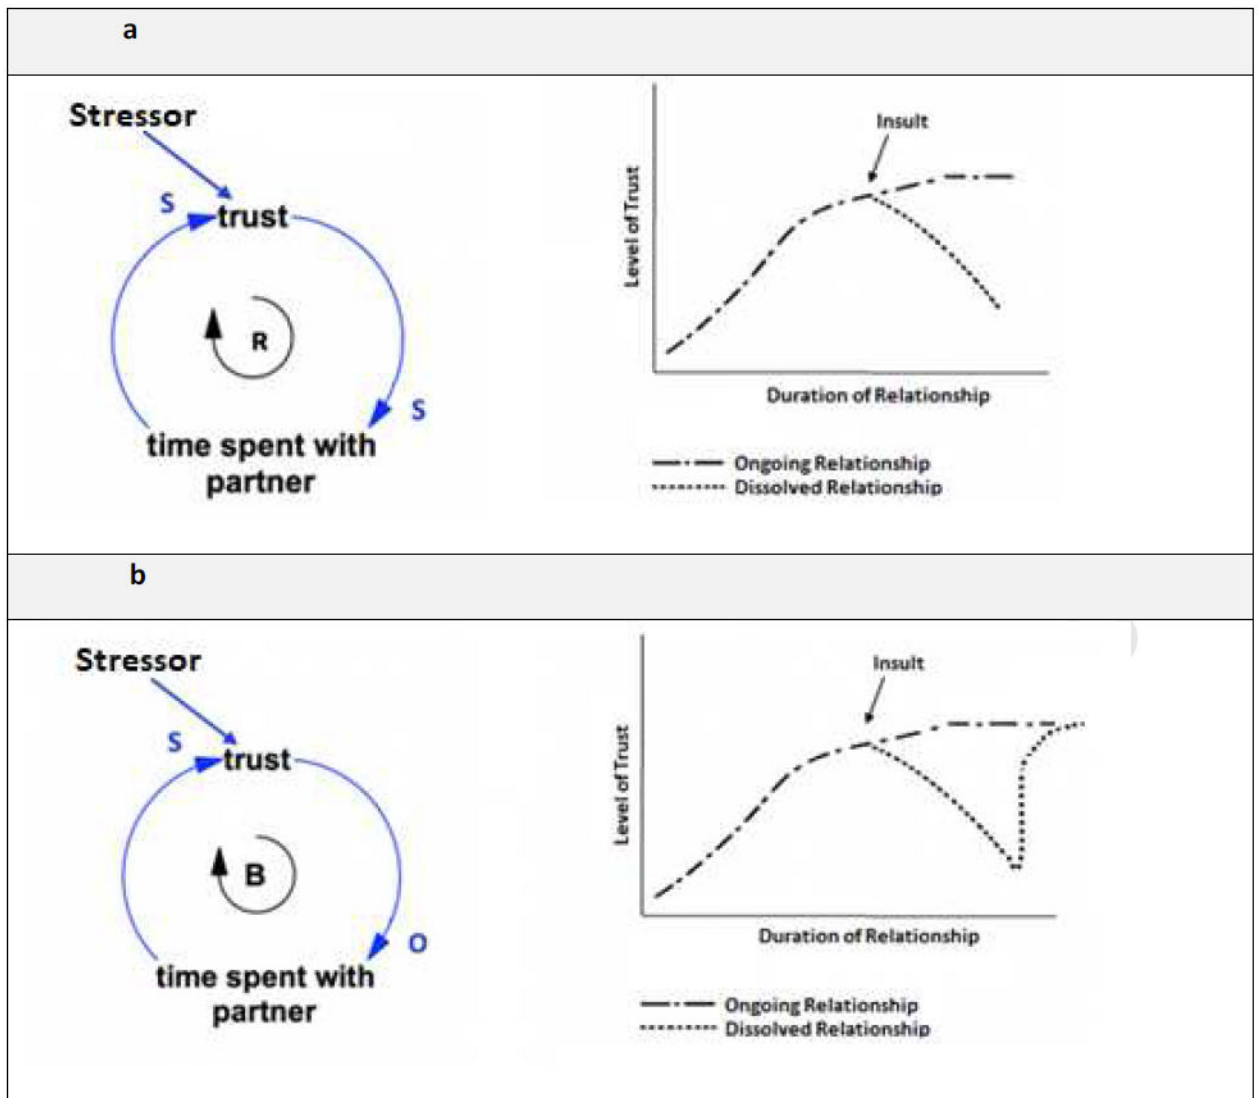 a
Stressor
S
trust
R
S
time spent with
partner
Insult
Level of Trust
Duration of Relationship
Ongoing Relationship
Dissolved Relationship
b
Stressor
S
trust
B
O
time spent with
partner
Insult
Level of Trust
Duration of Relationship
Ongoing Relationship
Dissolved Relationship